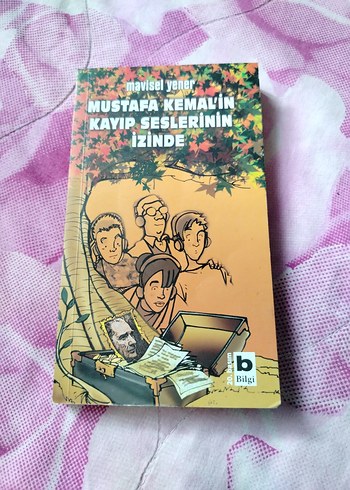 mavisel yener
MUSTAFA KEMAL'İN
KAYIP SESLERİNİN
İZİNDE
b
Bilgi